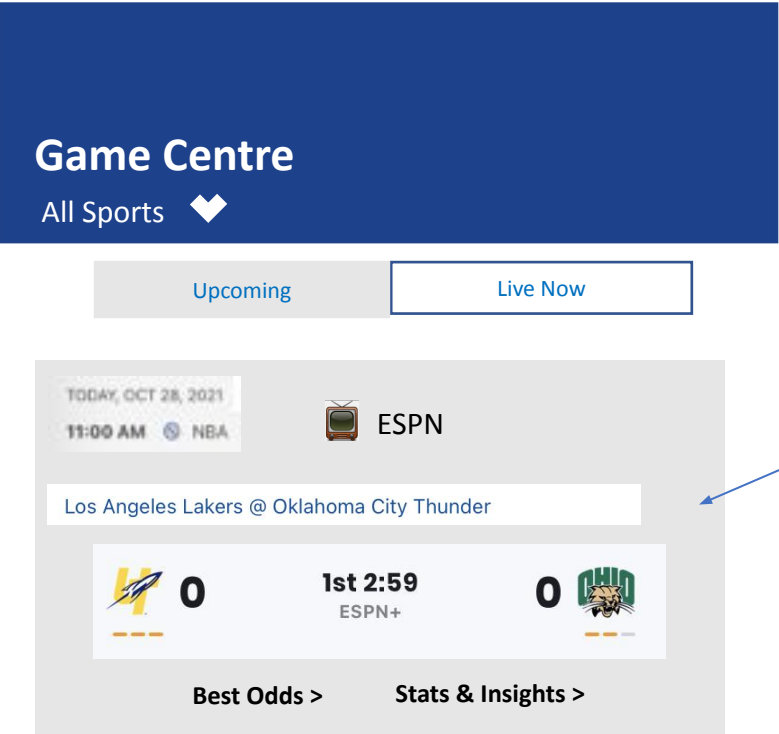 Game Centre
All Sports
Upcoming
Live Now
TODAY, OCT 28, 2021
11:00 AM NBA
ESPN
Los Angeles Lakers @ Oklahoma City Thunder
0
1st 2:59
ESPN+
0
OHIO
Best Odds >
Stats & Insights >